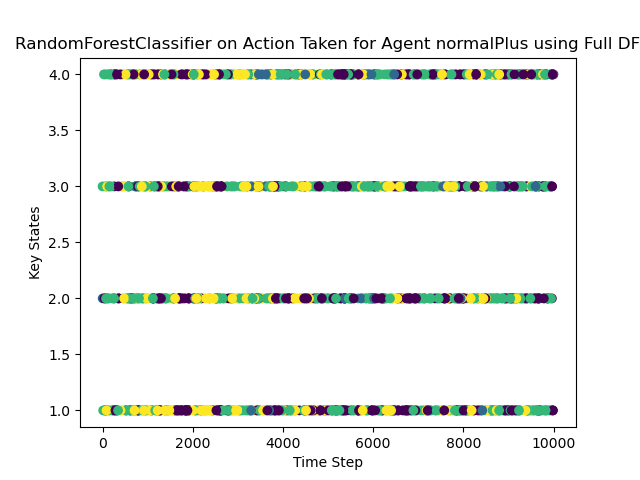 RandomForestClassifier on Action Taken for Agent normalPlus using Full DF
4.0
3.5
3.0
2.5
2.0
1.5
1.0
Key States
0 2000 4000 6000 8000 10000
Time Step